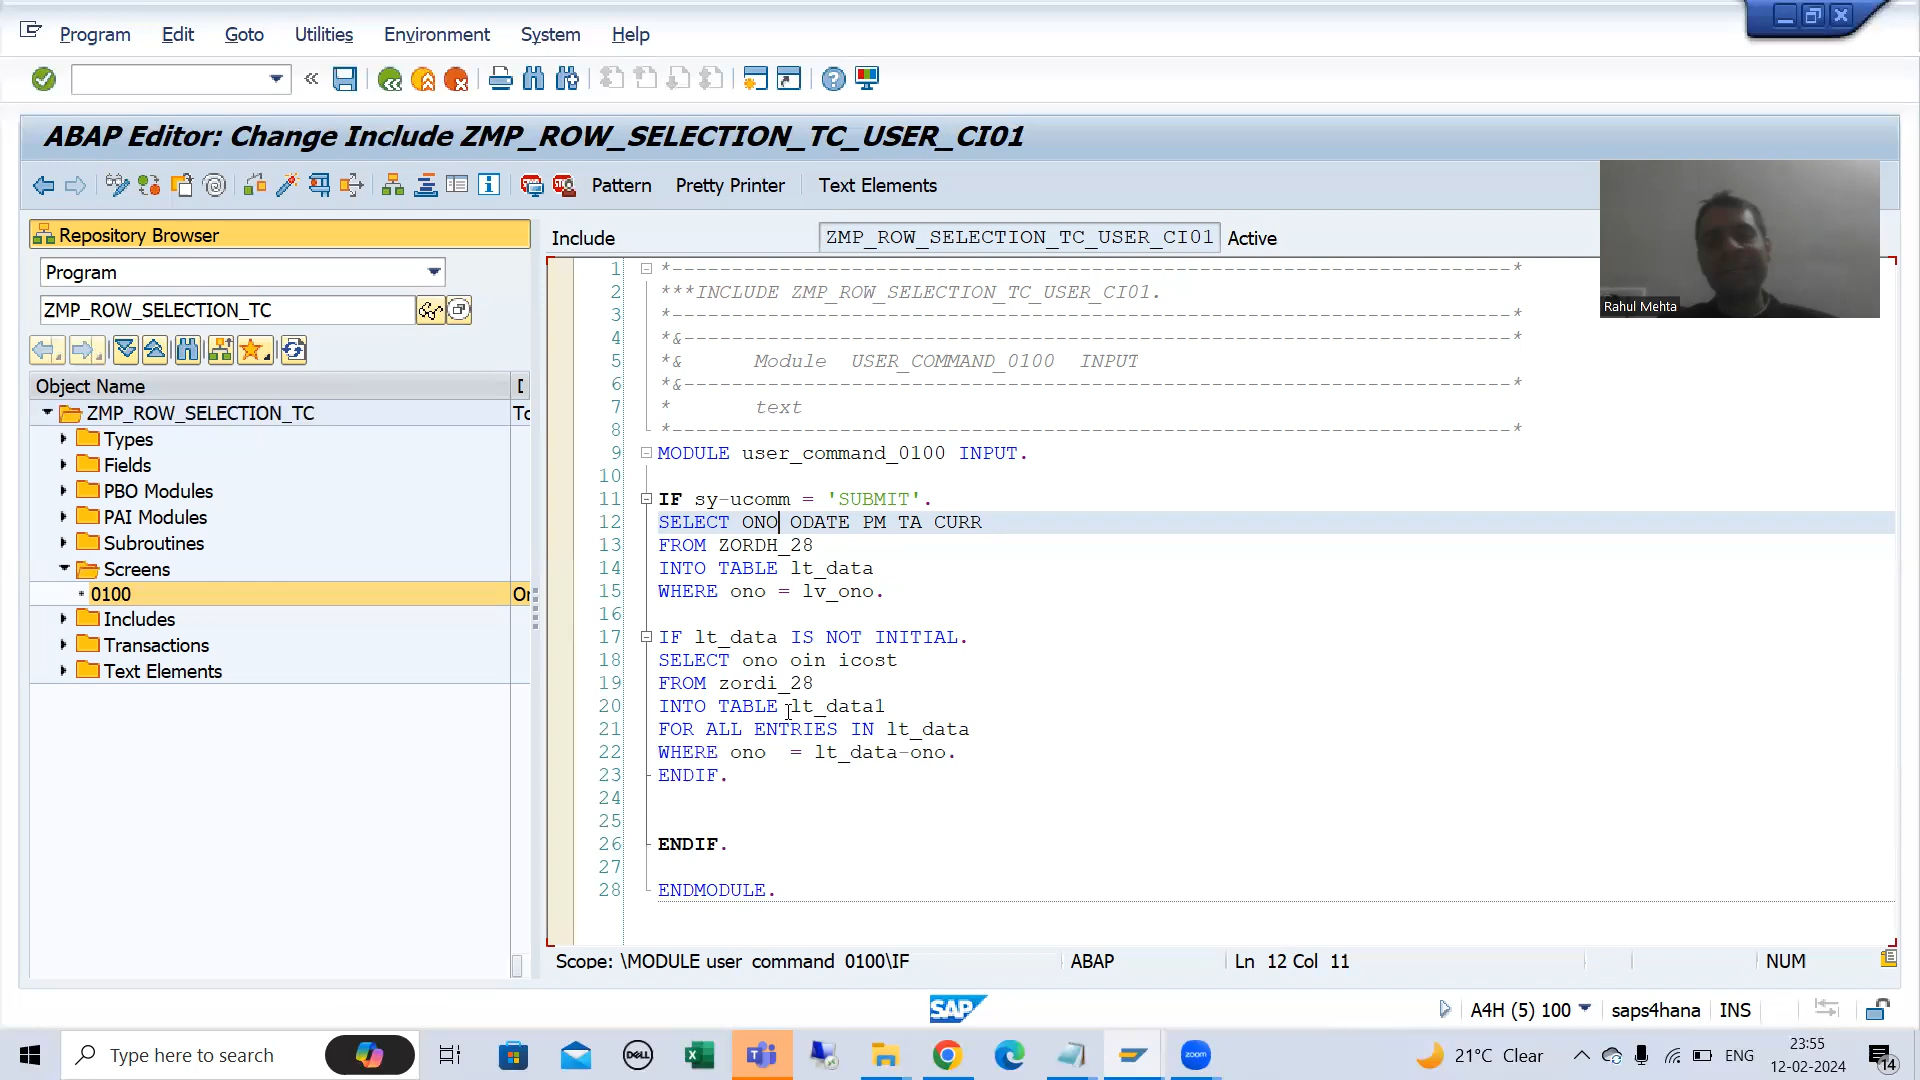 Program Edit Goto Utilities Environment System Help
ABAP Editor: Change Include ZMP_ROW_SELECTION_TC_USER_CI01
Pattern Pretty Printer Text Elements
Repository Browser
Program
ZMP_ROW_SELECTION_TC
Object Name
ZMP_ROW_SELECTION_TC
Types
Fields
PBO Modules
PAI Modules
Subroutines
Screens
0100
Includes
Transactions
Text Elements
Include ZMP_ROW_SELECTION_TC_USER_CI01 Active
1 *----------------------------------------------------------------------*
2 ***INCLUDE ZMP_ROW_SELECTION_TC_USER_CI01.
3 *----------------------------------------------------------------------*
4 *&---------------------------------------------------------------------*
5 *&      Module  USER_COMMAND_0100  INPUT
6 *&---------------------------------------------------------------------*
7 *       text
8 *----------------------------------------------------------------------*
9 MODULE user_command_0100 INPUT.
10
11 IF sy-ucomm = 'SUBMIT'.
12 SELECT ONO ODATE PM TA CURR
13 FROM ZORDH_28
14 INTO TABLE lt_data
15 WHERE ono = lv_ono.
16
17 IF lt_data IS NOT INITIAL.
18 SELECT ono oin icost
19 FROM zordi_28
20 INTO TABLE lt_data1
21 FOR ALL ENTRIES IN lt_data
22 WHERE ono  = lt_data-ono.
23 ENDIF.
24
25
26 ENDIF.
27
28 ENDMODULE.
Scope: \MODULE user command 0100\IF ABAP Ln 12 Col 11 NUM
Rahul Mehta
SAP
A4H (5) 100 saps4hana INS
Type here to search
DELL
zoom
21°C Clear
ENG
23:55
12-02-2024
14